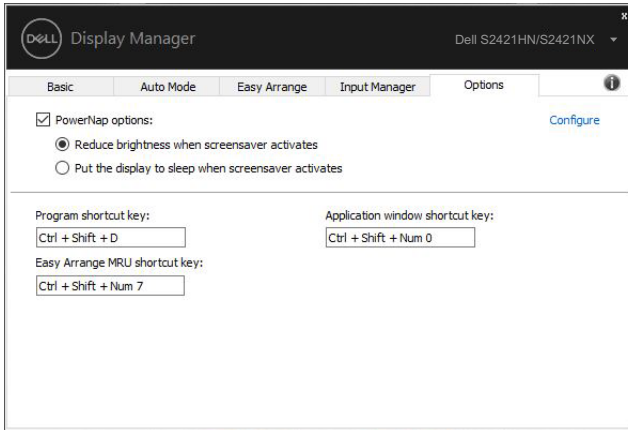 DELL Display Manager
Dell S2421HN/S2421NX
x
Basic Auto Mode Easy Arrange Input Manager Options
PowerNap options: Configure
Reduce brightness when screensaver activates
Put the display to sleep when screensaver activates
Program shortcut key: Application window shortcut key:
Ctrl + Shift + D Ctrl + Shift + Num 0
Easy Arrange MRU shortcut key:
Ctrl + Shift + Num 7